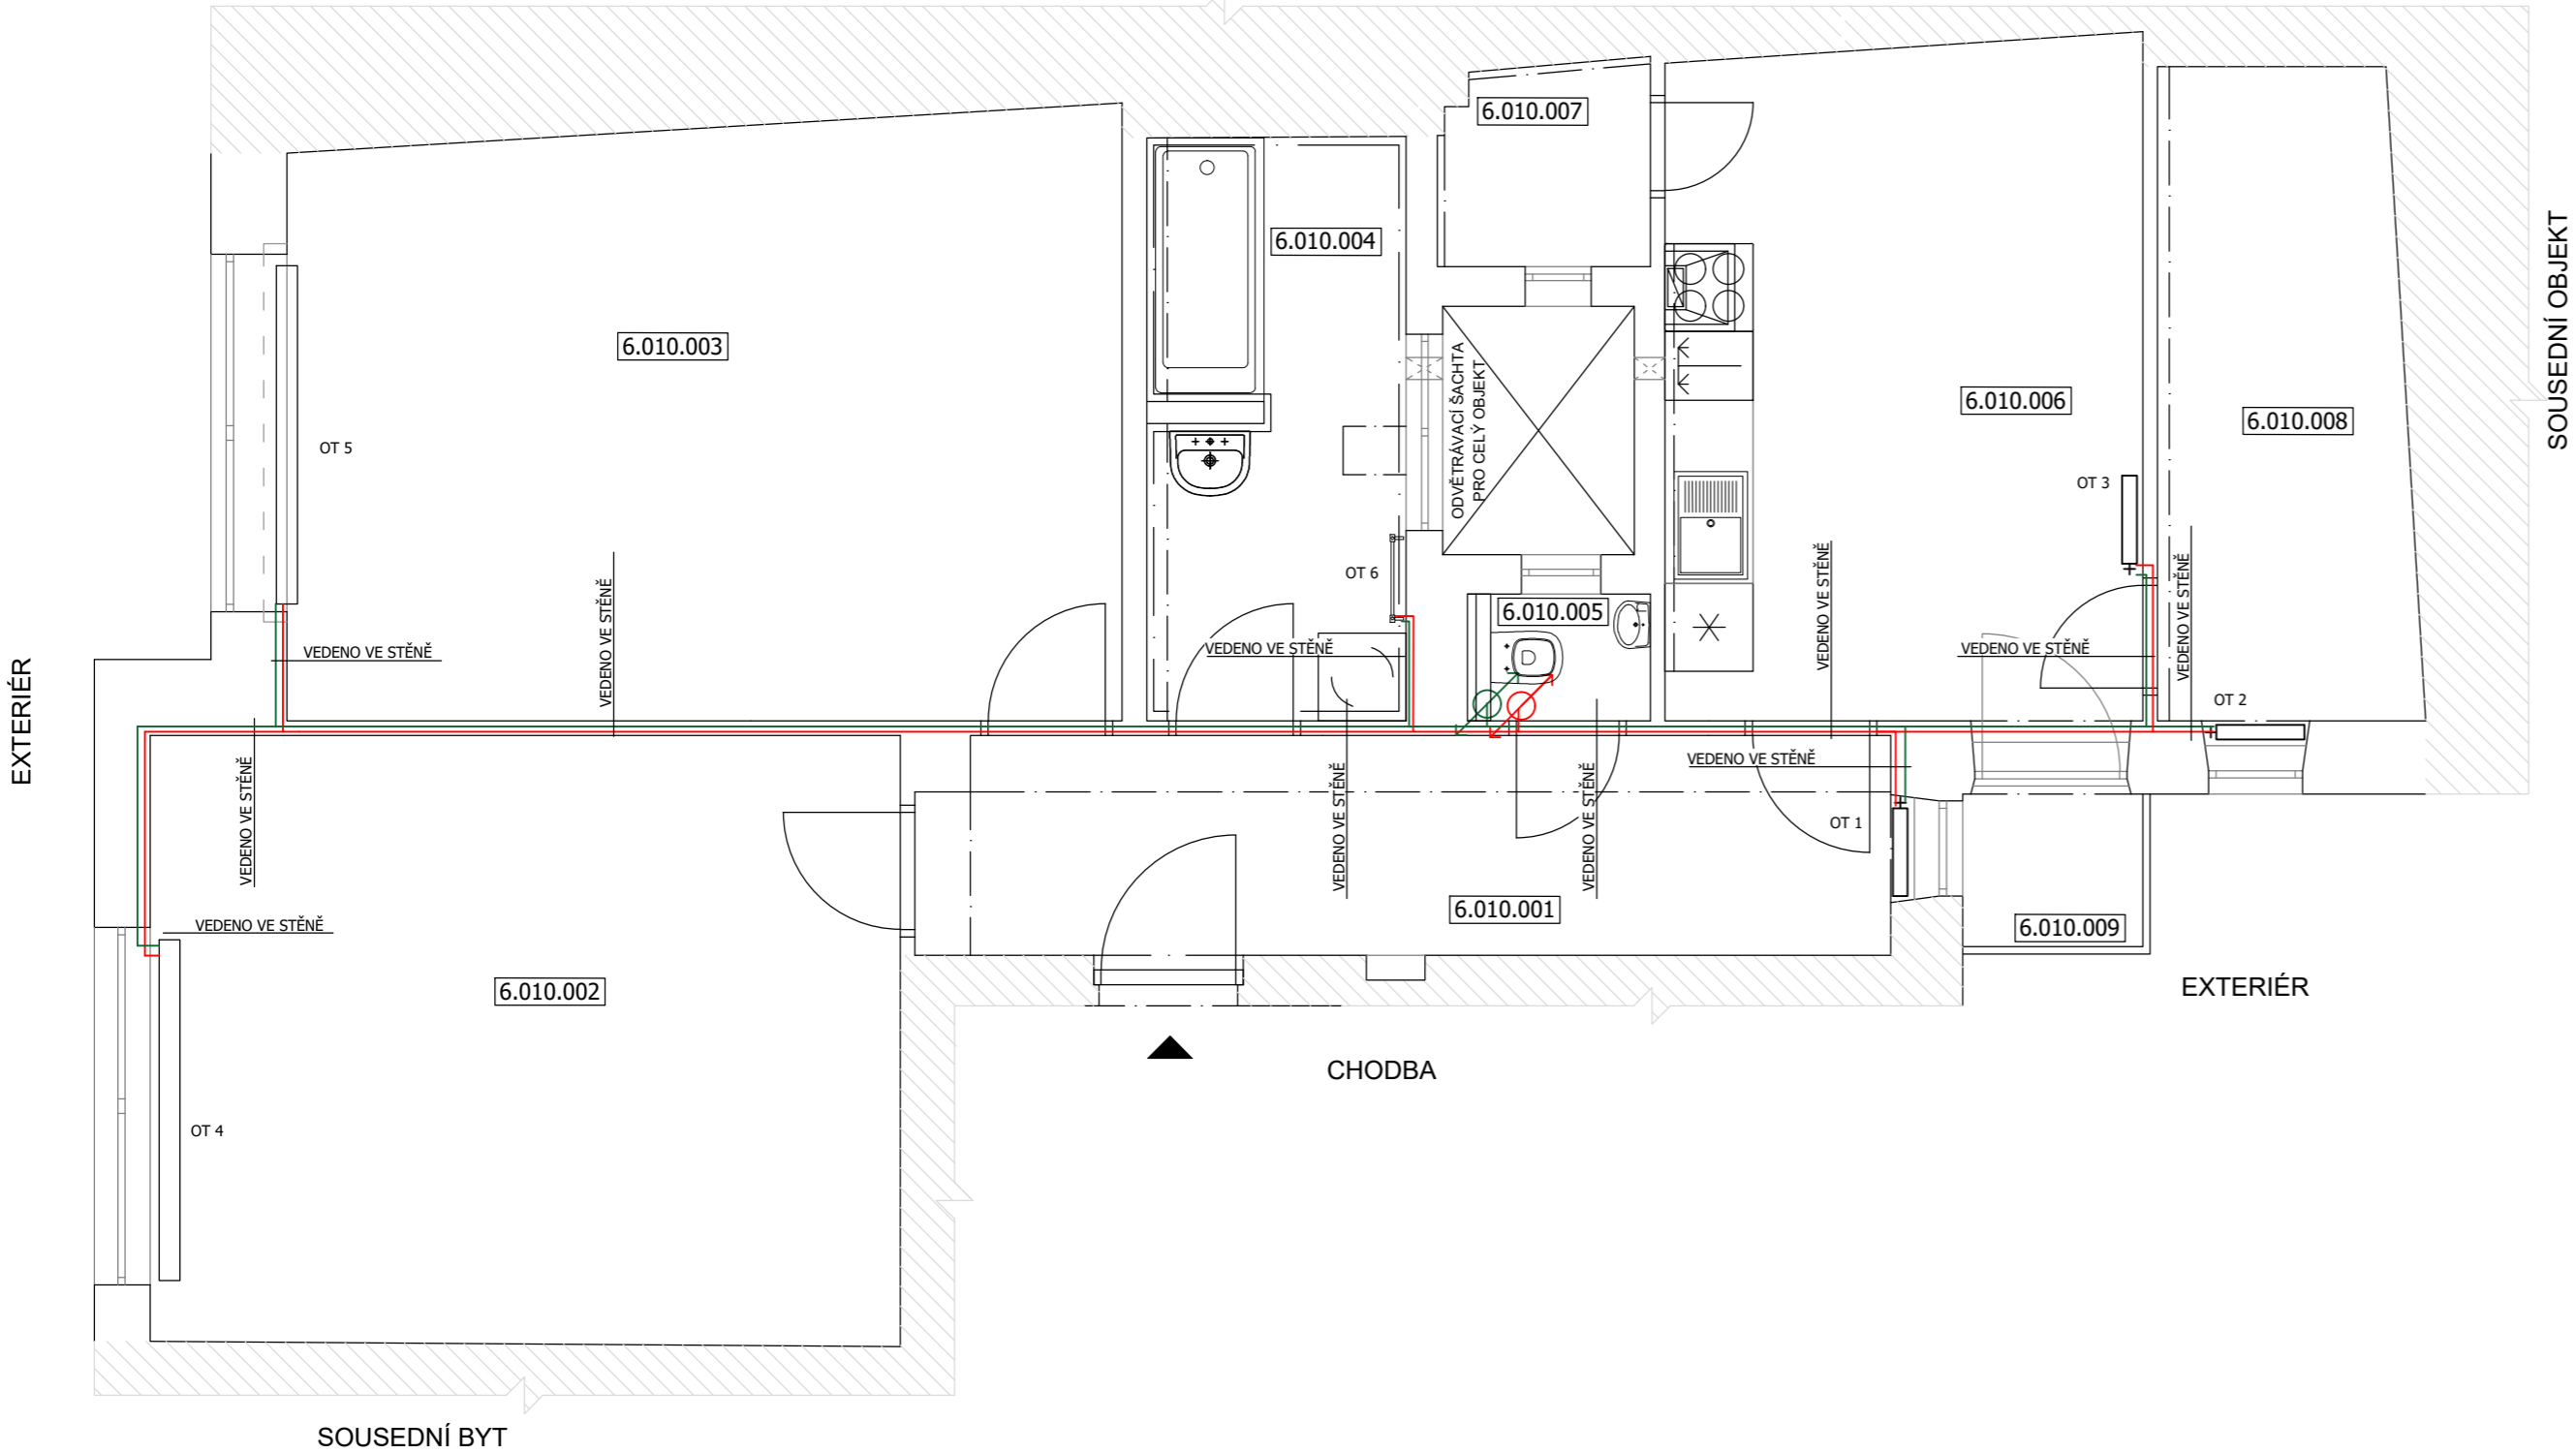 6.010.007
6.010.004
6.010.003
6.010.006
6.010.008
SOUSEDNÍ OBJEKT
ODVĚTRÁVACÍ ŠACHTA
PRO CELÝ OBJEKT
OT 5
OT 3
OT 6
6.010.005
VEDENO VE STĚNĚ
VEDENO VE STĚNĚ
VEDENO VE STĚNĚ
VEDENO VE STĚNĚ
VEDENO VE STĚNĚ
VEDENO VE STĚNĚ
OT 2
EXTERIÉR
VEDENO VE STĚNĚ
VEDENO VE STĚNĚ
VEDENO VE STĚNĚ
VEDENO VE STĚNĚ
OT 1
6.010.001
VEDENO VE STĚNĚ
6.010.009
6.010.002
EXTERIÉR
CHODBA
OT 4
SOUSEDNÍ BYT